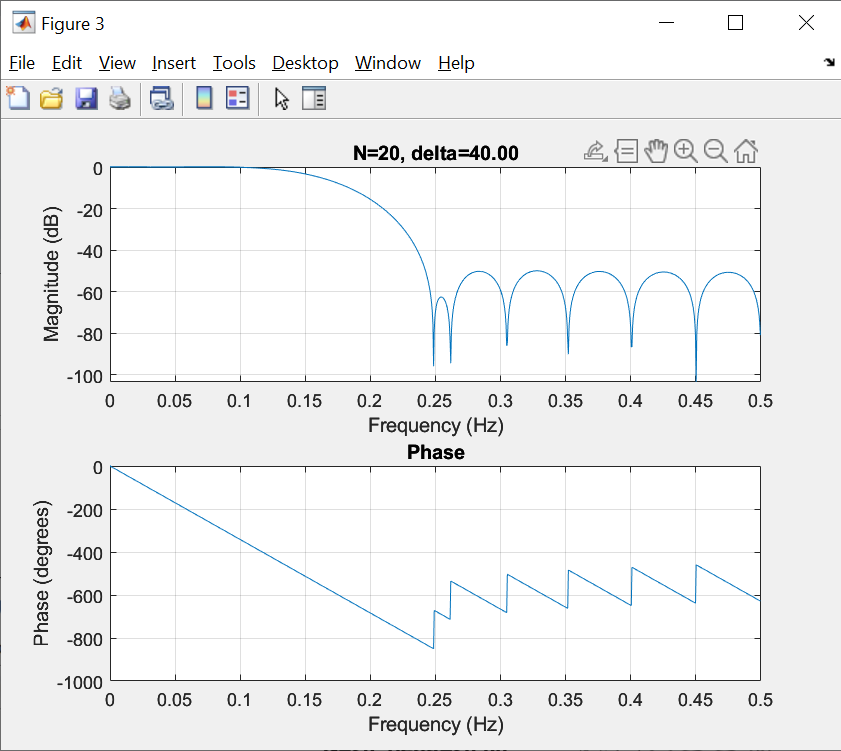 Figure 3
File Edit View Insert Tools Desktop Window Help
N=20, delta=40.00
Magnitude (dB)
0
-20
-40
-60
-80
-100
0 0.05 0.1 0.15 0.2 0.25 0.3 0.35 0.4 0.45 0.5
Frequency (Hz)
Phase
Phase (degrees)
0
-200
-400
-600
-800
-1000
0 0.05 0.1 0.15 0.2 0.25 0.3 0.35 0.4 0.45 0.5
Frequency (Hz)